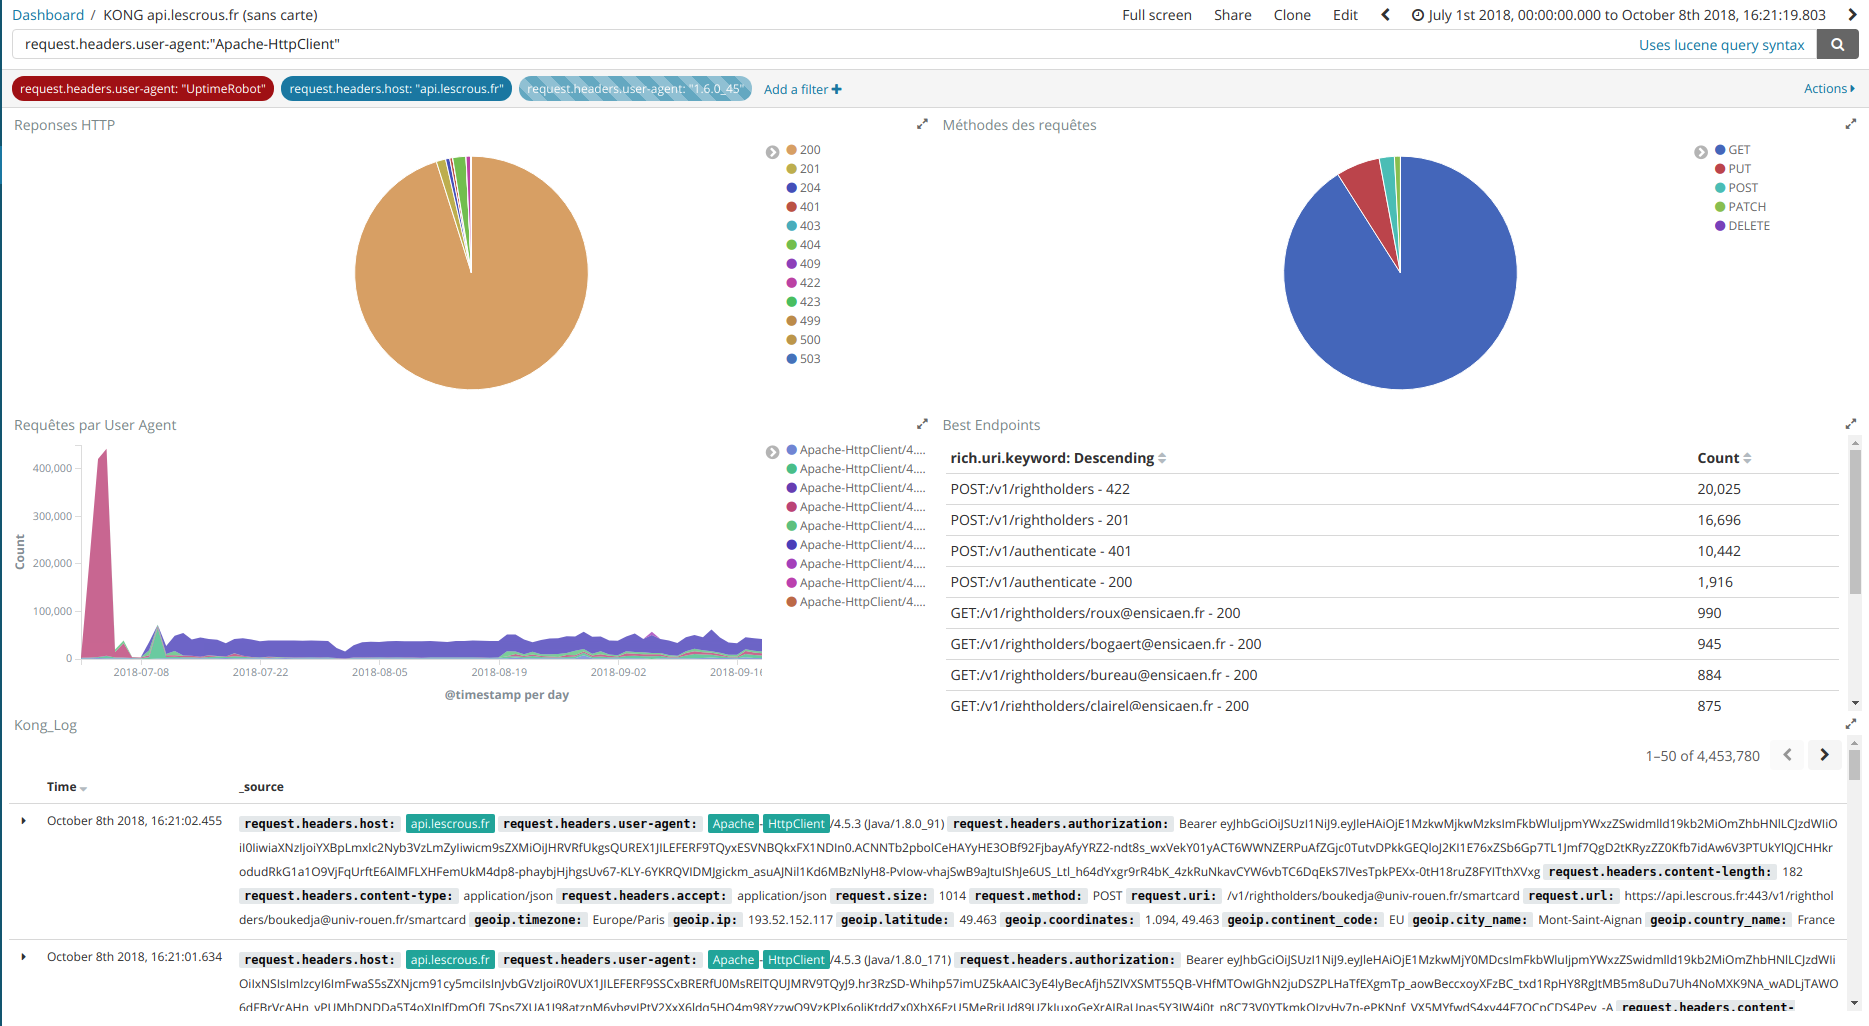 Dashboard / KONG api.lescrous.fr (sans carte)
Full screen Share Clone Edit July 1st 2018, 00:00:00.000 to October 8th 2018, 16:21:19.803
request.headers.user-agent:"Apache-HttpClient"
Uses lucene query syntax
request.headers.user-agent: "UptimeRobot" request.headers.host: "api.lescrous.fr" request.headers.user-agent: "1.6.0_45" Add a filter +
Actions
Reponses HTTP
200
201
204
401
403
404
409
422
423
499
500
503
Méthodes des requêtes
GET
PUT
POST
PATCH
DELETE
Requêtes par User Agent
400,000
300,000
200,000
100,000
0
Count
2018-07-08 2018-07-22 2018-08-05 2018-08-19 2018-09-02 2018-09-16
@timestamp per day
Apache-HttpClient/4....
Apache-HttpClient/4....
Apache-HttpClient/4....
Apache-HttpClient/4....
Apache-HttpClient/4....
Apache-HttpClient/4....
Apache-HttpClient/4....
Apache-HttpClient/4....
Apache-HttpClient/4....
Best Endpoints
rich.uri.keyword: Descending Count
POST:/v1/rightholders - 422 20,025
POST:/v1/rightholders - 201 16,696
POST:/v1/authenticate - 401 10,442
POST:/v1/authenticate - 200 1,916
GET:/v1/rightholders/roux@ensicaen.fr - 200 990
GET:/v1/rightholders/bogaert@ensicaen.fr - 200 945
GET:/v1/rightholders/bureau@ensicaen.fr - 200 884
GET:/v1/rightholders/clairel@ensicaen.fr - 200 875
Kong_Log
1–50 of 4,453,780
Time _source
October 8th 2018, 16:21:02.455 request.headers.host: api.lescrous.fr request.headers.user-agent: Apache-HttpClient/4.5.3 (Java/1.8.0_91) request.headers.authorization: Bearer
request.headers.content-length: 182
request.headers.content-type: application/json request.headers.accept: application/json request.size: 1014 request.method: POST request.uri: /v1/rightholders/boukedja@univ-rouen.fr/smartcard request.url: https://api.lescrous.fr:443/v1/righthol
ders/boukedja@univ-rouen.fr/smartcard geoip.timezone: Europe/Paris geoip.ip: 193.52.152.117 geoip.latitude: 49.463 geoip.coordinates: 1.094, 49.463 geoip.continent_code: EU geoip.city_name: Mont-Saint-Aignan geoip.country_name: France
October 8th 2018, 16:21:01.634 request.headers.host: api.lescrous.fr request.headers.user-agent: Apache-HttpClient/4.5.3 (Java/1.8.0_171) request.headers.authorization: Bearer
request.headers.content-